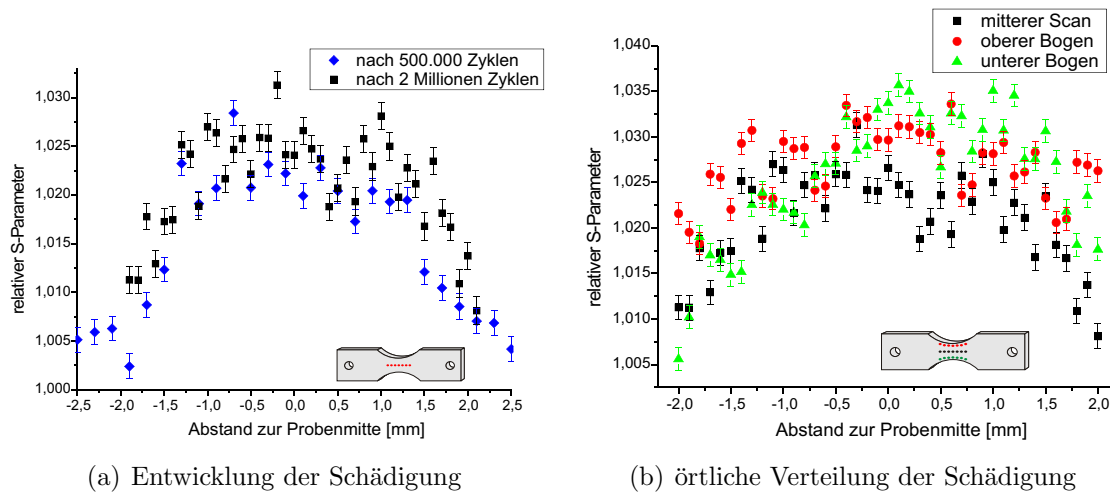 nach 500.000 Zyklen
nach 2 Millionen Zyklen
relativer S-Parameter
1,030
1,025
1,020
1,015
1,010
1,005
1,000
-2,5 -2,0 -1,5 -1,0 -0,5 0,0 0,5 1,0 1,5 2,0 2,5
Abstand zur Probenmitte [mm]
(a) Entwicklung der Schädigung
mitterer Scan
oberer Bogen
unterer Bogen
relativer S-Parameter
1,040
1,035
1,030
1,025
1,020
1,015
1,010
1,005
-2,0 -1,5 -1,0 -0,5 0,0 0,5 1,0 1,5 2,0
Abstand zur Probenmitte [mm]
(b) örtliche Verteilung der Schädigung